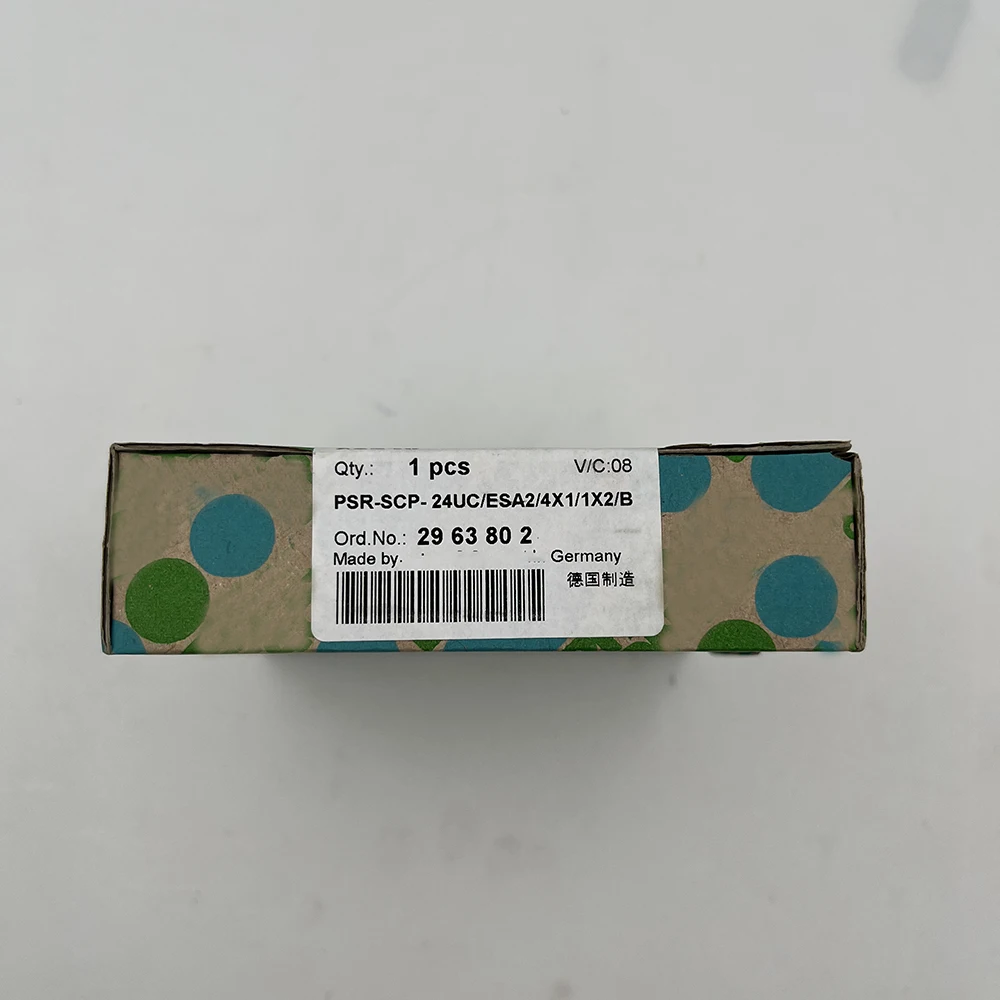 Qty.: 1 pcs V/C:08
PSR-SCP- 24UC/ESA2/4X1/1X2/B
Ord.No.: 29 63 80 2
Made by Germany
德国制造